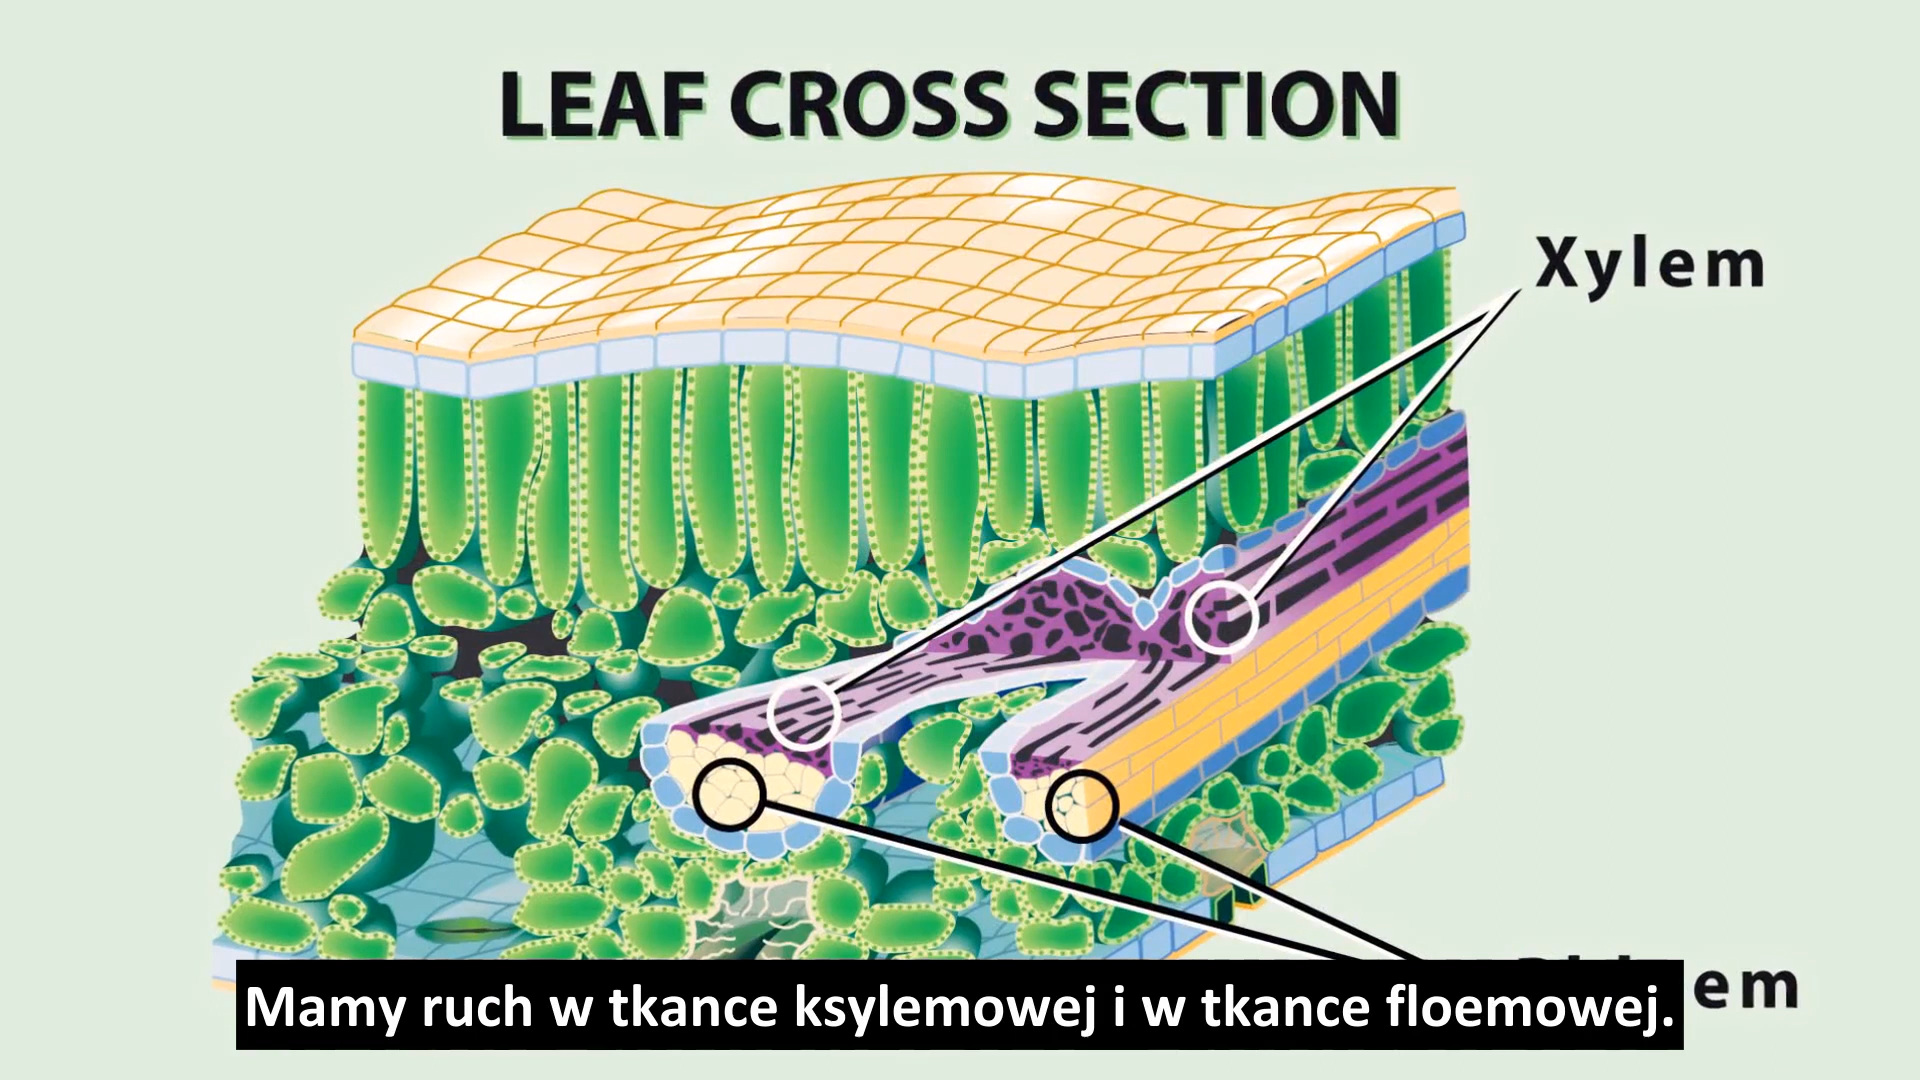 LEAF CROSS SECTION
Xylem
em
Mamy ruch w tkance ksylemowej i w tkance floemowej.